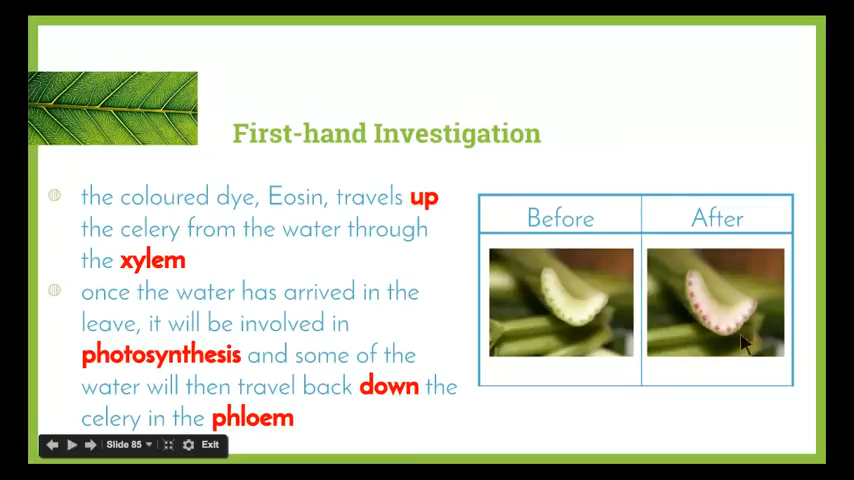 First-hand Investigation
the coloured dye, Eosin, travels up
the celery from the water through
the xylem
once the water has arrived in the
leave, it will be involved in
photosynthesis and some of the
water will then travel back down the
celery in the phloem
Before
After
Slide 85
Exit